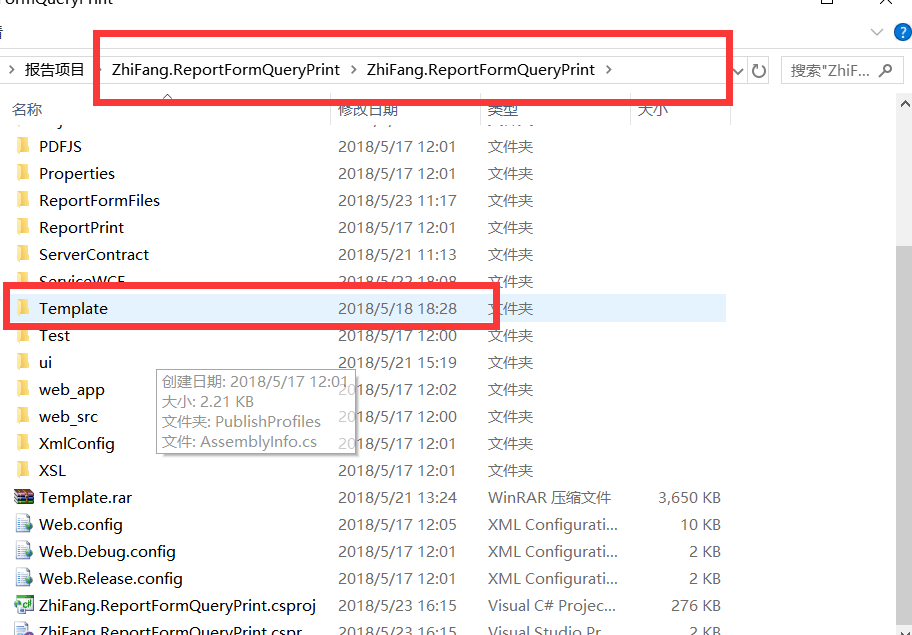 报告项目 ZhiFang.ReportFormQueryPrint ZhiFang.ReportFormQueryPrint 搜索"ZhiF...
名称 修改日期 类型 大小
PDFJS 2018/5/17 12:01 文件夹
Properties 2018/5/17 12:01 文件夹
ReportFormFiles 2018/5/23 11:17 文件夹
ReportPrint 2018/5/17 12:01 文件夹
ServerContract 2018/5/21 11:13 文件夹
ServiceWCF 2018/5/22 18:08 文件夹
Template 2018/5/18 18:28 文件夹
Test 2018/5/17 12:00 文件夹
ui 2018/5/21 15:19 文件夹
web_app 2018/5/17 12:02 文件夹
web_src 2018/5/17 12:00 文件夹
XmlConfig 2018/5/17 12:01 文件夹
XSL 2018/5/17 12:01 文件夹
创建日期: 2018/5/17 12:01
大小: 2.21 KB
文件夹: PublishProfiles
文件: AssemblyInfo.cs
Template.rar 2018/5/21 13:24 WinRAR 压缩文件 3,650 KB
Web.config 2018/5/17 12:05 XML Configurati... 10 KB
Web.Debug.config 2018/5/17 12:01 XML Configurati... 2 KB
Web.Release.config 2018/5/17 12:01 XML Configurati... 2 KB
ZhiFang.ReportFormQueryPrint.csproj 2018/5/23 16:15 Visual C# Projec... 276 KB
ZhiFang.ReportFormQueryPrint.cspr... 2018/5/23 16:15 Visual Studio Pr... 2 KB